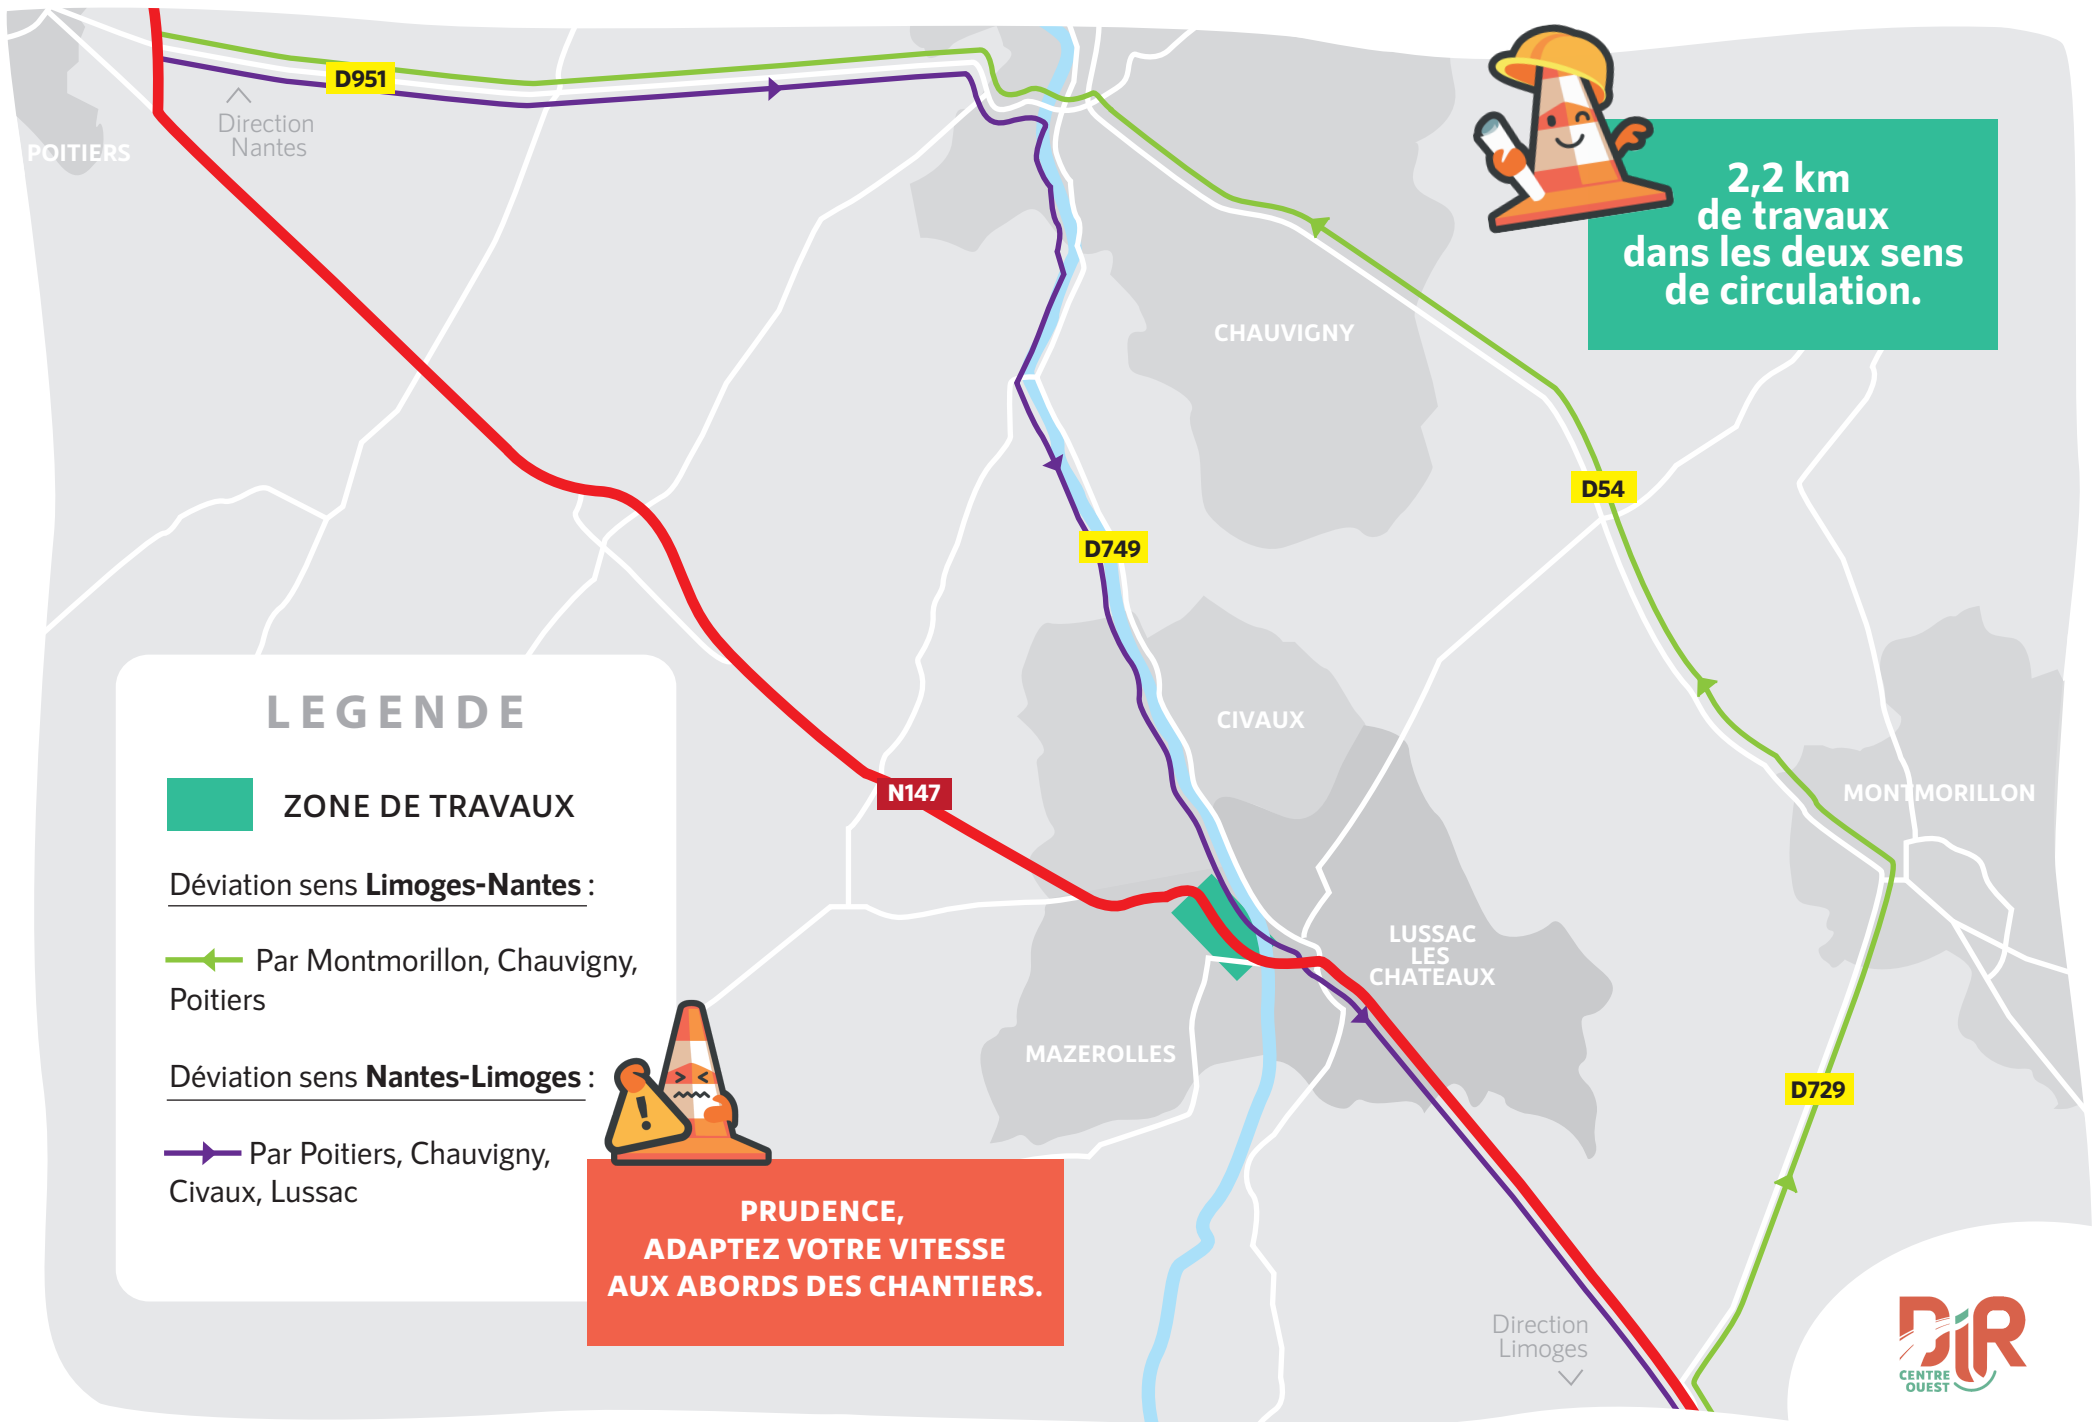 D951
Direction
Nantes
POITIERS
2,2 km
de travaux
dans les deux sens
de circulation.
CHAUVIGNY
D54
D749
CIVAUX
N147
MONTMORILLON
LUSSAC
LES
CHATEAUX
MAZEROLLES
D729
LEGENDE
ZONE DE TRAVAUX
Déviation sens Limoges-Nantes :
Par Montmorillon, Chauvigny,
Poitiers
Déviation sens Nantes-Limoges :
Par Poitiers, Chauvigny,
Civaux, Lussac
!
PRUDENCE,
ADAPTEZ VOTRE VITESSE
AUX ABORDS DES CHANTIERS.
Direction
Limoges
DIR
CENTRE
OUEST